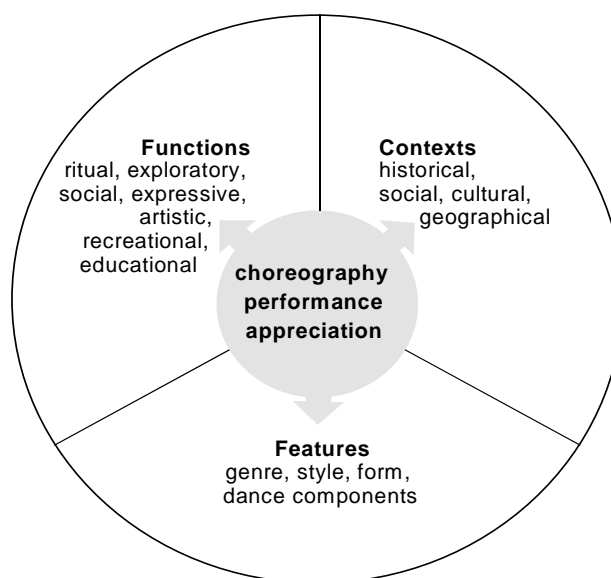 Functions
ritual, exploratory,
social, expressive,
artistic,
recreational,
educational
Contexts
historical,
social, cultural,
geographical
choreography
performance
appreciation
Features
genre, style, form,
dance components